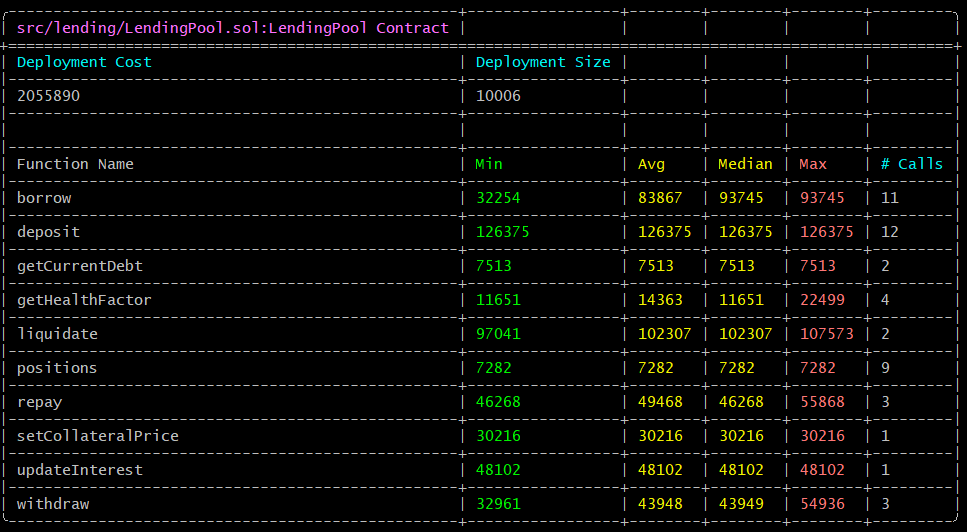 src/lending/LendingPool.sol:LendingPool Contract
Deployment Cost | Deployment Size
2055890 | 10006
Function Name | Min | Avg | Median | Max | # Calls
borrow | 32254 | 83867 | 93745 | 93745 | 11
deposit | 126375 | 126375 | 126375 | 126375 | 12
getCurrentDebt | 7513 | 7513 | 7513 | 7513 | 2
getHealthFactor | 11651 | 14363 | 11651 | 22499 | 4
liquidate | 97041 | 102307 | 102307 | 107573 | 2
positions | 7282 | 7282 | 7282 | 7282 | 9
repay | 46268 | 49468 | 46268 | 55868 | 3
setCollateralPrice | 30216 | 30216 | 30216 | 30216 | 1
updateInterest | 48102 | 48102 | 48102 | 48102 | 1
withdraw | 32961 | 43948 | 43949 | 54936 | 3